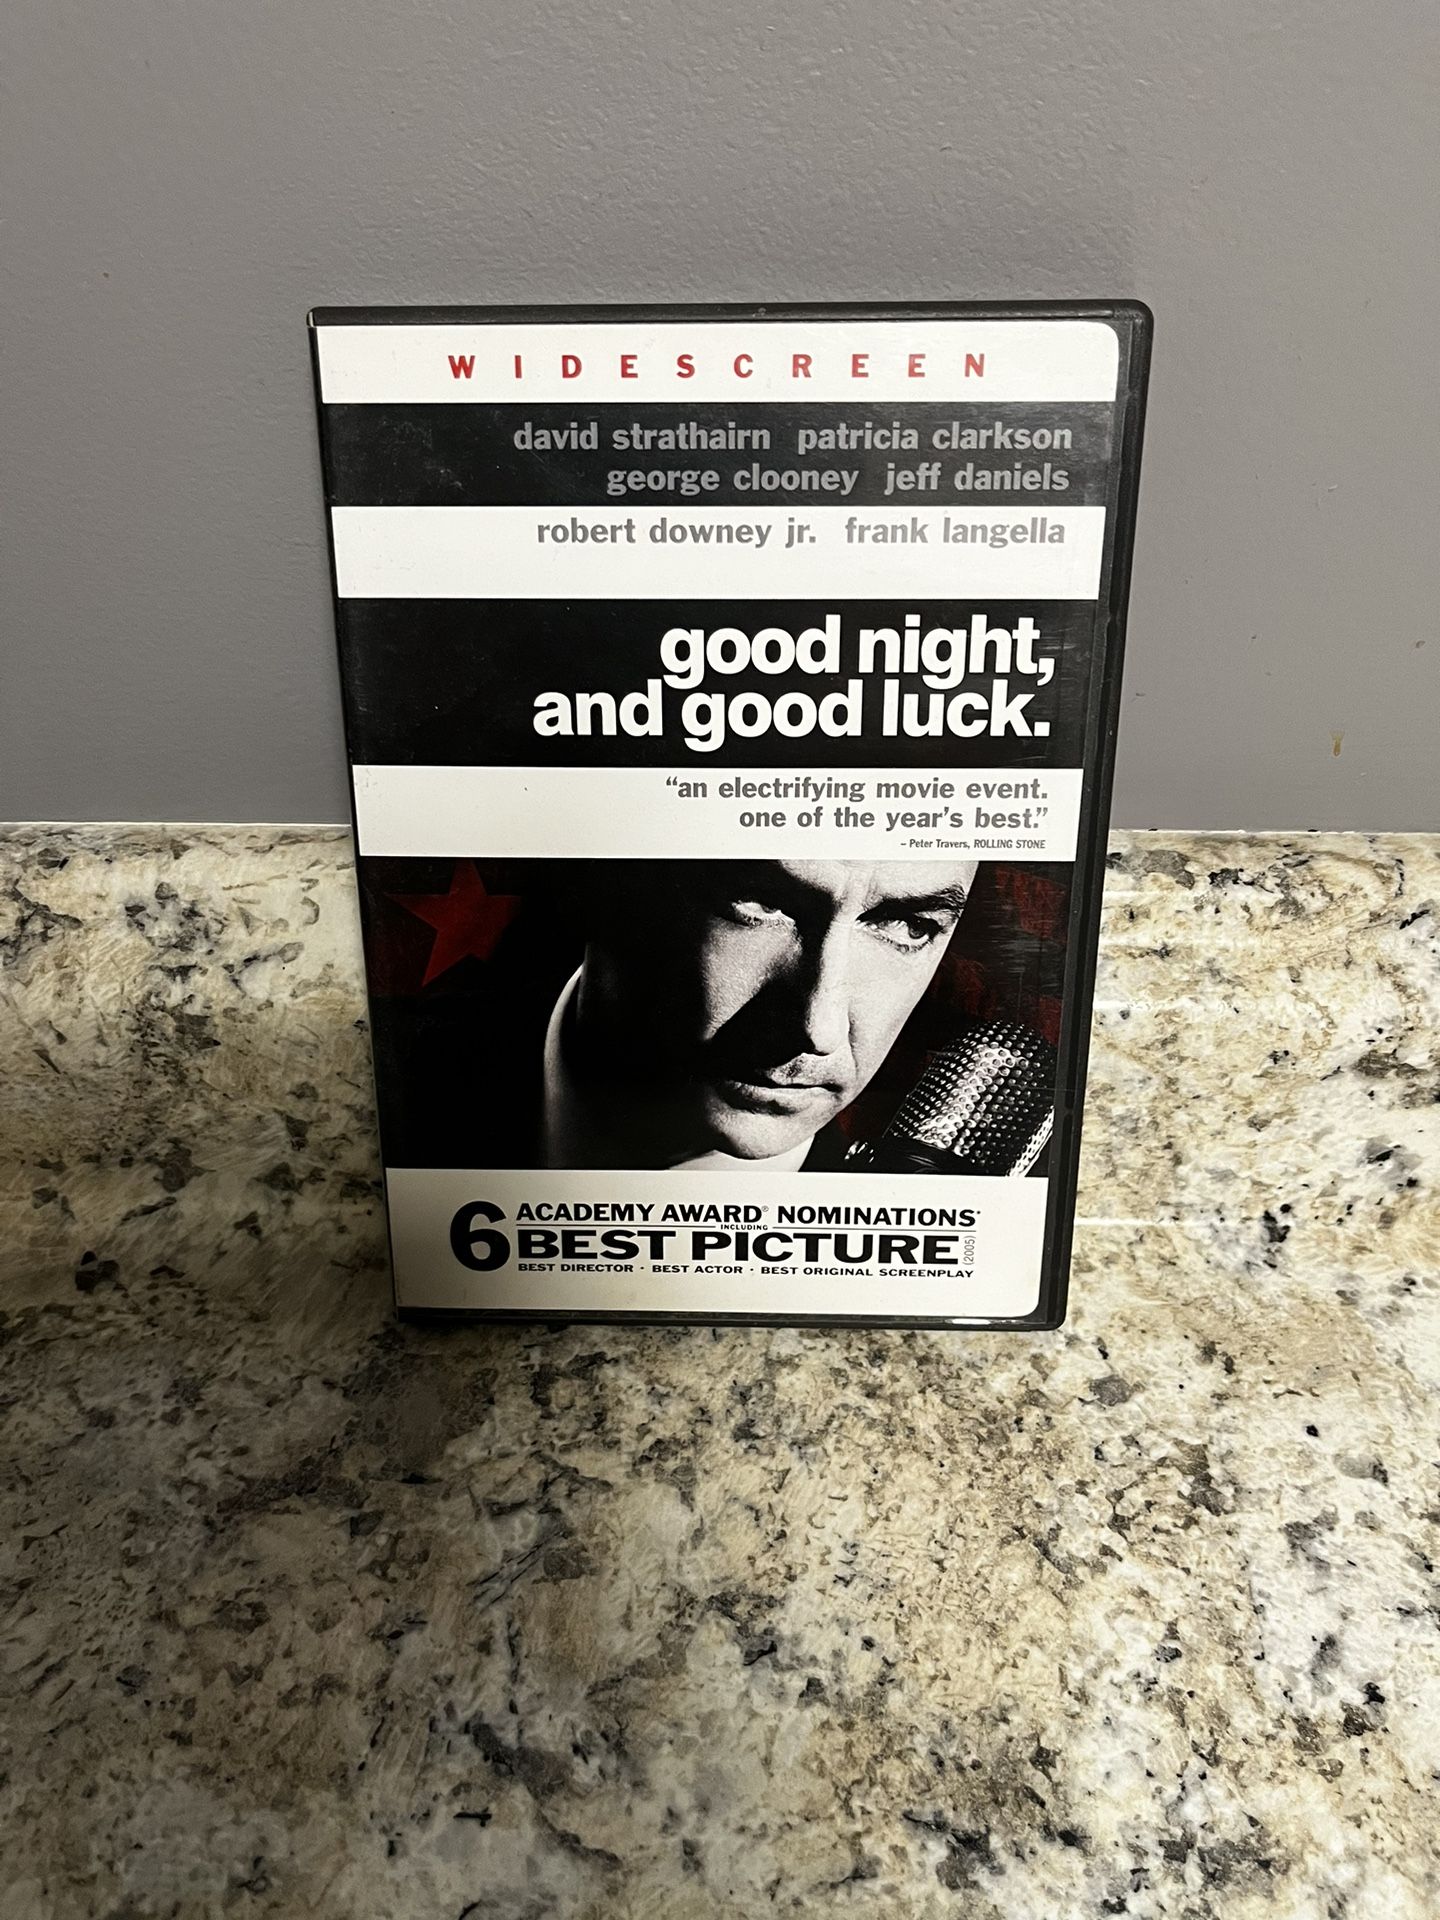 WIDESCREEN
david strathairn patricia clarkson
george clooney jeff daniels
robert downey jr. frank langella
good night,
and good luck.
“an electrifying movie event.
one of the year’s best.”
– Peter Travers, ROLLING STONE
6 ACADEMY AWARD® NOMINATIONS*
INCLUDING
BEST PICTURE (2005)
BEST DIRECTOR · BEST ACTOR · BEST ORIGINAL SCREENPLAY